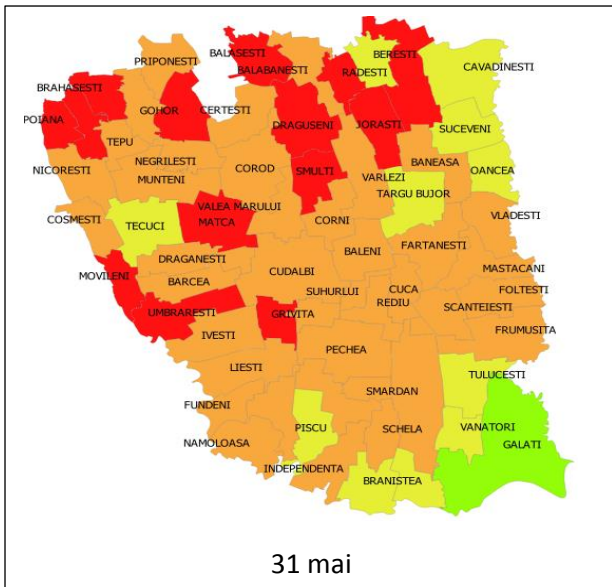 BALASESTI
BERESTI
PRIPONESTI
CAVADINESTI
BALABANESTI
RADESTI
BRAHASESTI
GOHOR
CERTESTI
POIANA
DRAGUSENI
JORASTI
SUCEVENI
TEPU
NEGRILESTI
BANEASA
NICORESTI
MUNTENI
COROD
SMULTI
VARLEZI
OANCEA
TARGU BUJOR
VALEA MARULUI
COSMESTI
TECUCI
MATCA
CORNI
VLADESTI
FARTANESTI
BALENI
DRAGANESTI
MOVILENI
CUDALBI
MASTACANI
BARCEA
SUHURLUI
CUCA
FOLTESTI
REDIU
SCANTEIESTI
UMBRARESTI
GRIVITA
FRUMUSITA
IVESTI
PECHEA
LIESTI
TULUCESTI
SMARDAN
FUNDENI
PISCU
SCHELA
VANATORI
NAMOLOASA
GALATI
INDEPENDENTA
BRANISTEA
31 mai